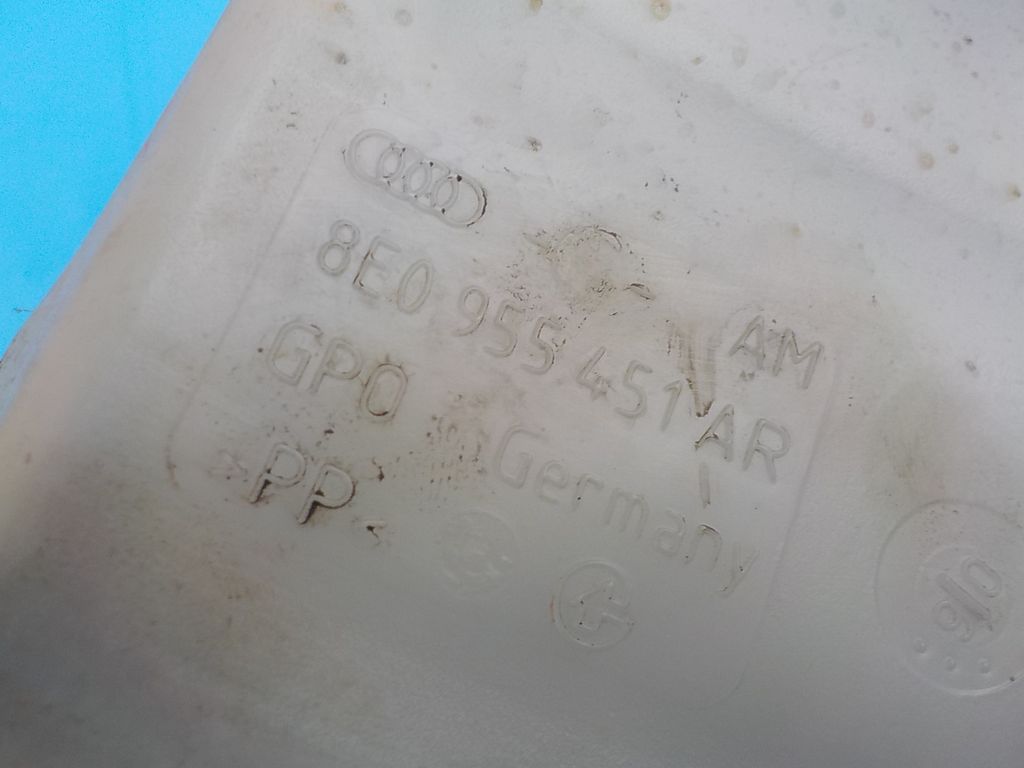 AM
8E0 955 451 AR
GPO Germany
>PP<